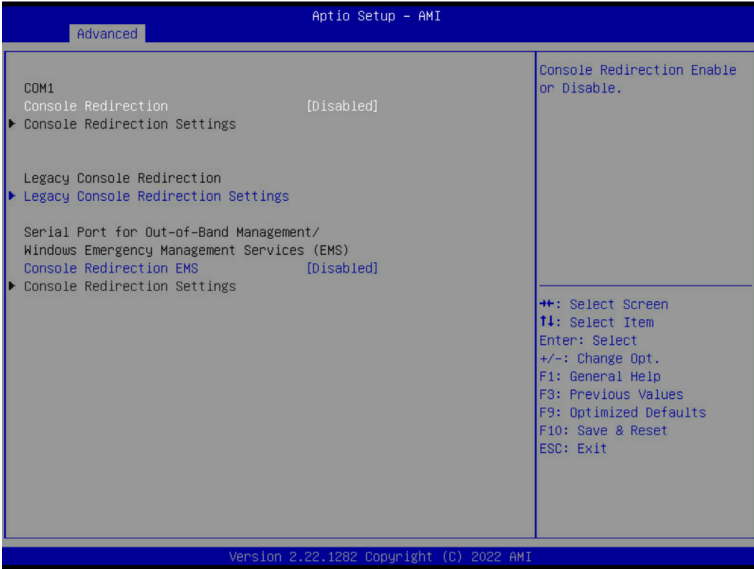 Aptio Setup – AMI
Advanced
COM1
Console Redirection [Disabled]
Console Redirection Settings
Legacy Console Redirection
Legacy Console Redirection Settings
Serial Port for Out-of-Band Management/
Windows Emergency Management Services (EMS)
Console Redirection EMS [Disabled]
Console Redirection Settings
Console Redirection Enable
or Disable.
→←: Select Screen
↑↓: Select Item
Enter: Select
+/-: Change Opt.
F1: General Help
F3: Previous Values
F9: Optimized Defaults
F10: Save & Reset
ESC: Exit
Version 2.22.1282 Copyright (C) 2022 AMI